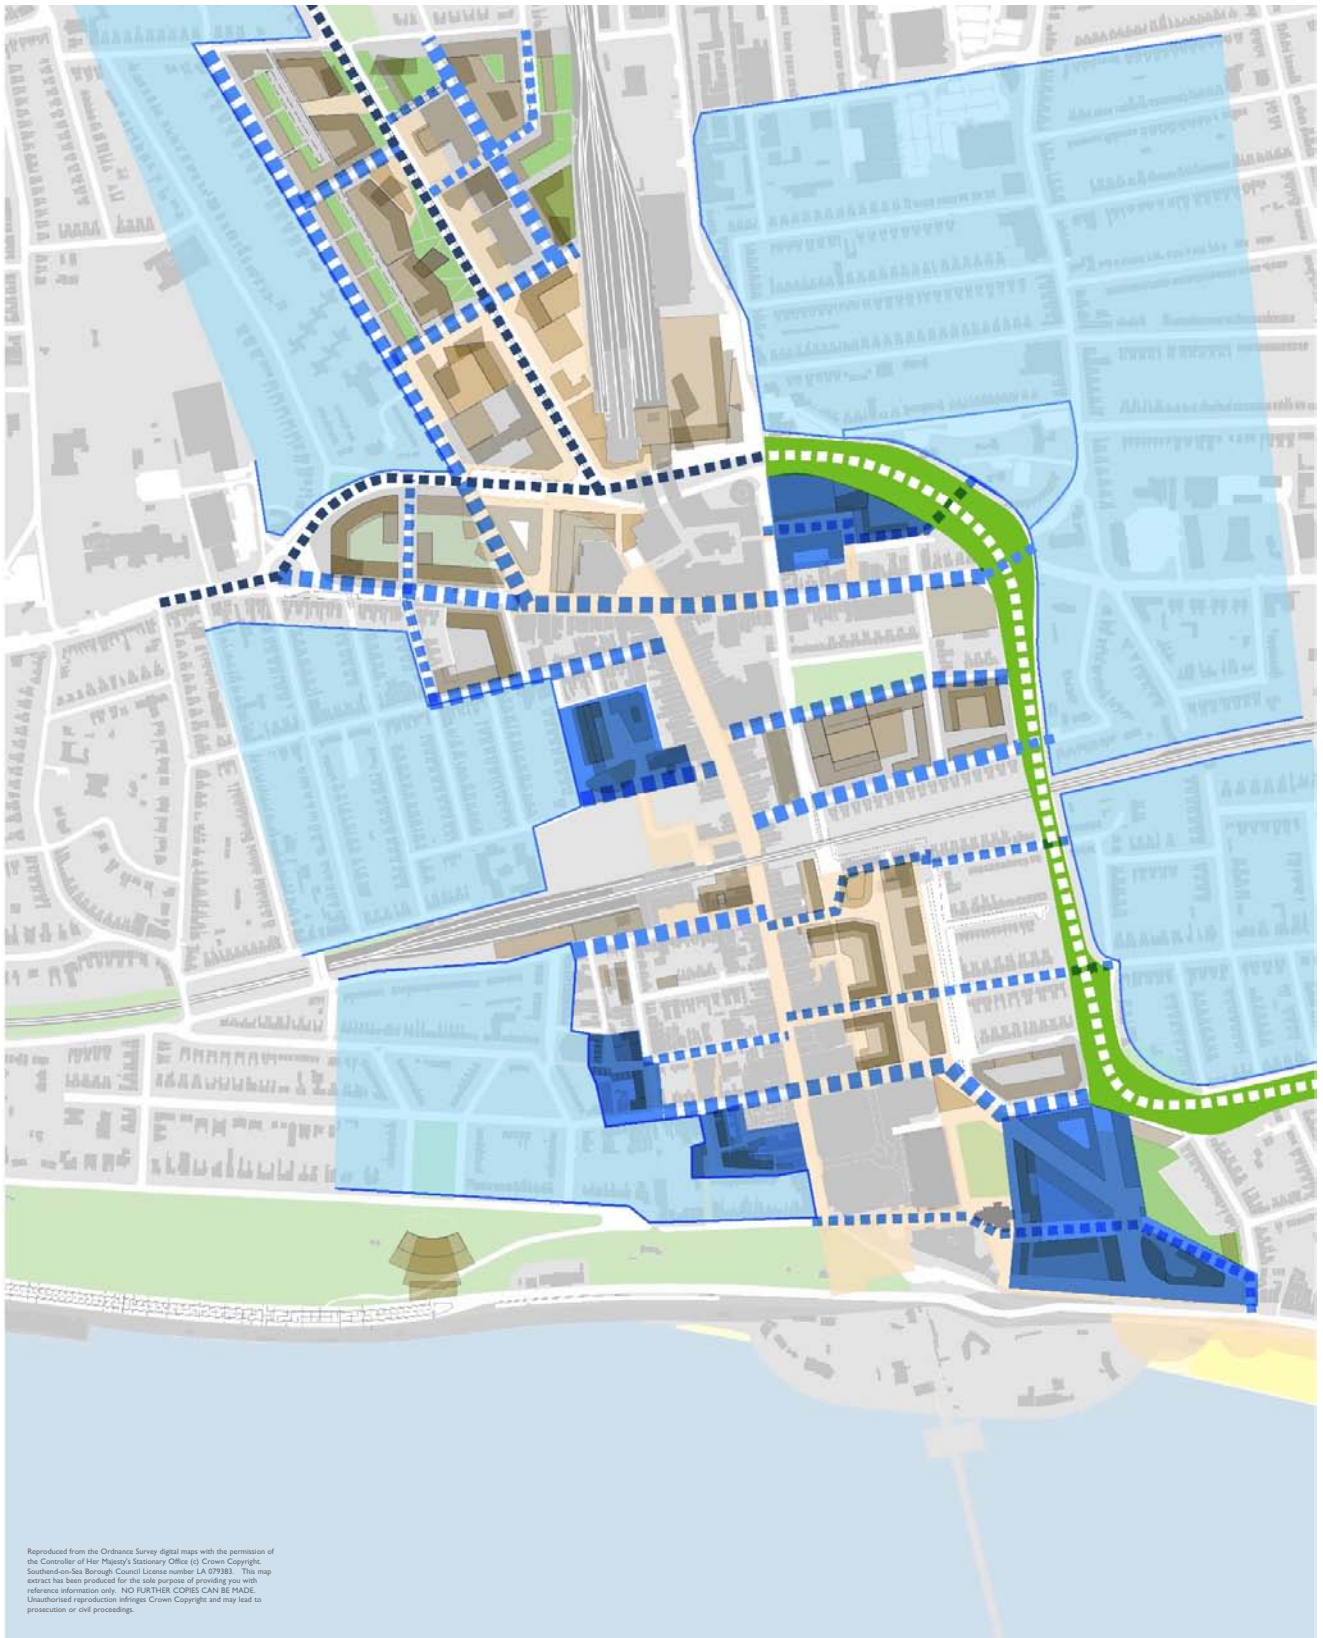 Reproduced from the Ordnance Survey digital maps with the permission of
the Controller of Her Majesty's Stationary Office (c) Crown Copyright.
Southend-on-Sea Borough Council License number LA 079383. This map
extract has been produced for the sole purpose of providing you with
reference information only. NO FURTHER COPIES CAN BE MADE.
Unauthorised reproduction infringes Crown Copyright and may lead to
prosecution or civil proceedings.